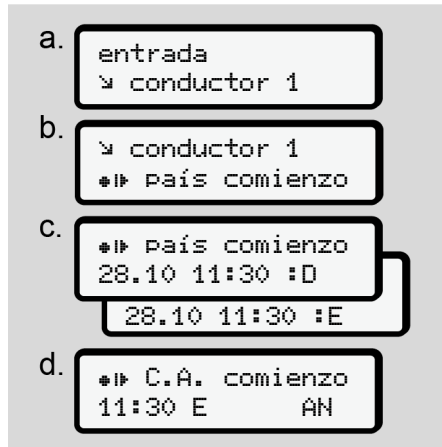 a.
entrada
↘ conductor 1
b.
↘ conductor 1
país comienzo
c.
país comienzo
28.10 11:30 :D
28.10 11:30 :E
d.
C.A. comienzo
11:30 E AN